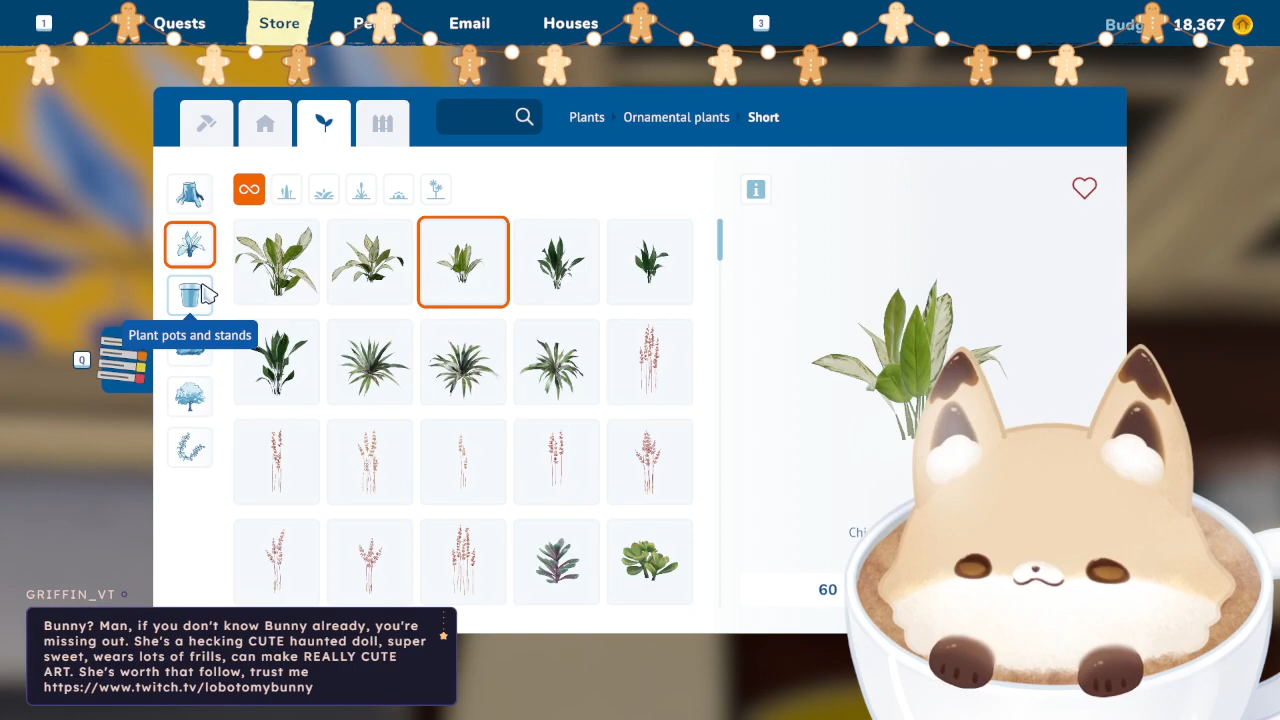 1 Quests Store Email Houses 3 18,367
Plants Ornamental plants Short
i
Plant pots and stands
Q
60
GRIFFIN_VT
Bunny? Man, if you don't know Bunny already, you're
missing out. She's a hecking CUTE haunted doll, super
sweet, wears lots of frills, can make REALLY CUTE
ART. She's worth that follow, trust me
https://www.twitch.tv/lobotomybunny